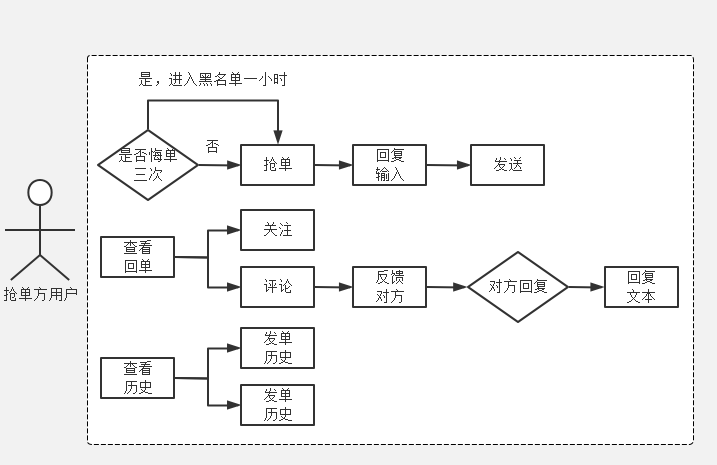 是，进入黑名单一小时
是否悔单
三次
否
抢单
回复
输入
发送
抢单方用户
查看
回单
关注
评论
反馈
对方
对方回复
回复
文本
查看
历史
发单
历史
发单
历史